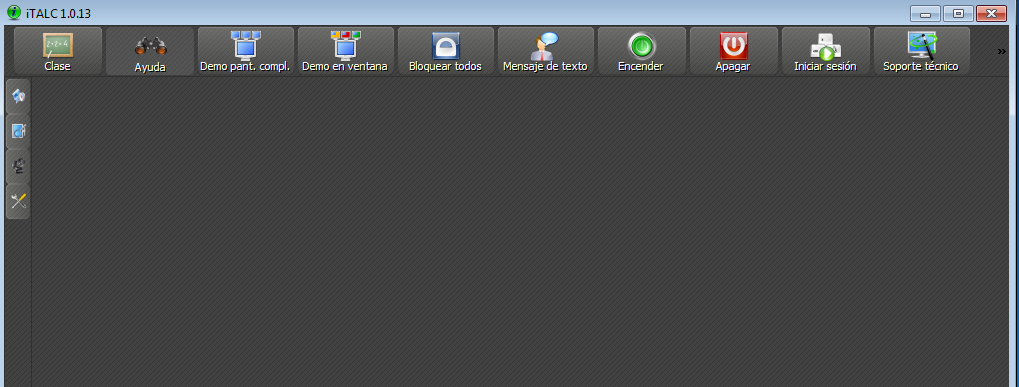 iTALC 1.0.13
Clase
Ayuda
Demo pant. compl.
Demo en ventana
Bloquear todos
Mensaje de texto
Encender
Apagar
Iniciar sesión
Soporte técnico
»